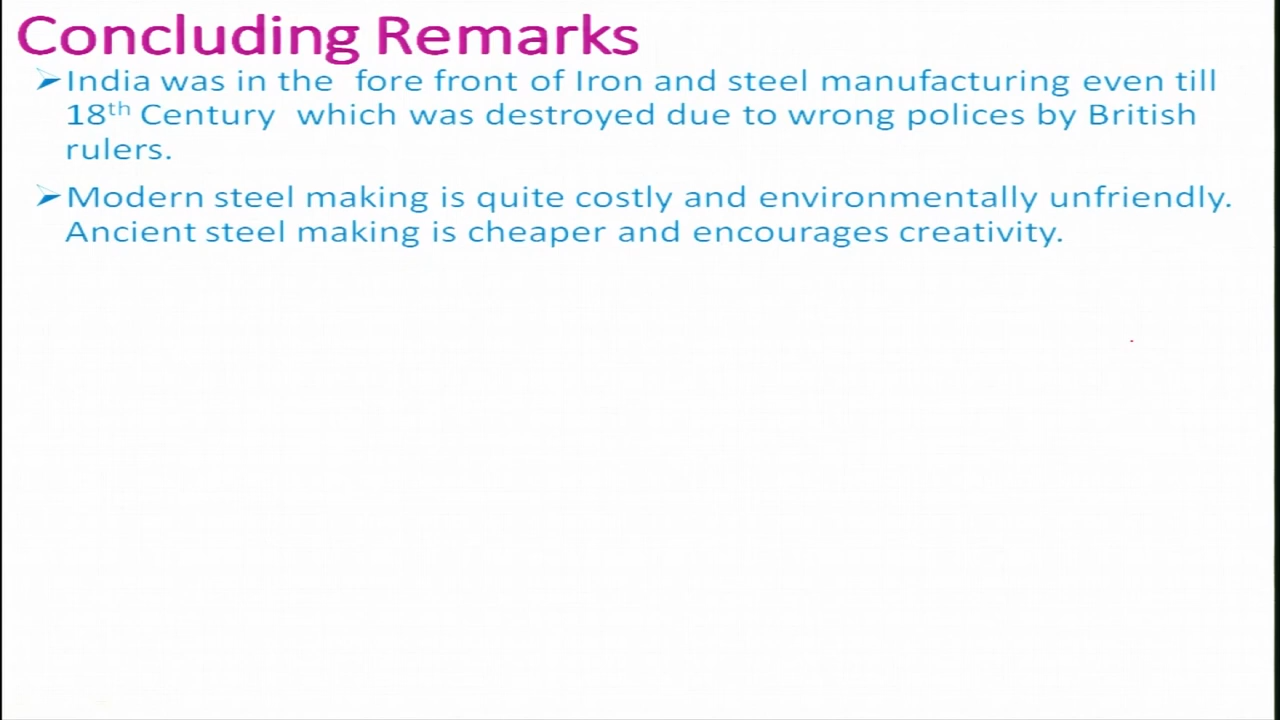 Concluding Remarks
➢India was in the fore front of Iron and steel manufacturing even till
18th Century which was destroyed due to wrong polices by British
rulers.
➢Modern steel making is quite costly and environmentally unfriendly.
Ancient steel making is cheaper and encourages creativity.